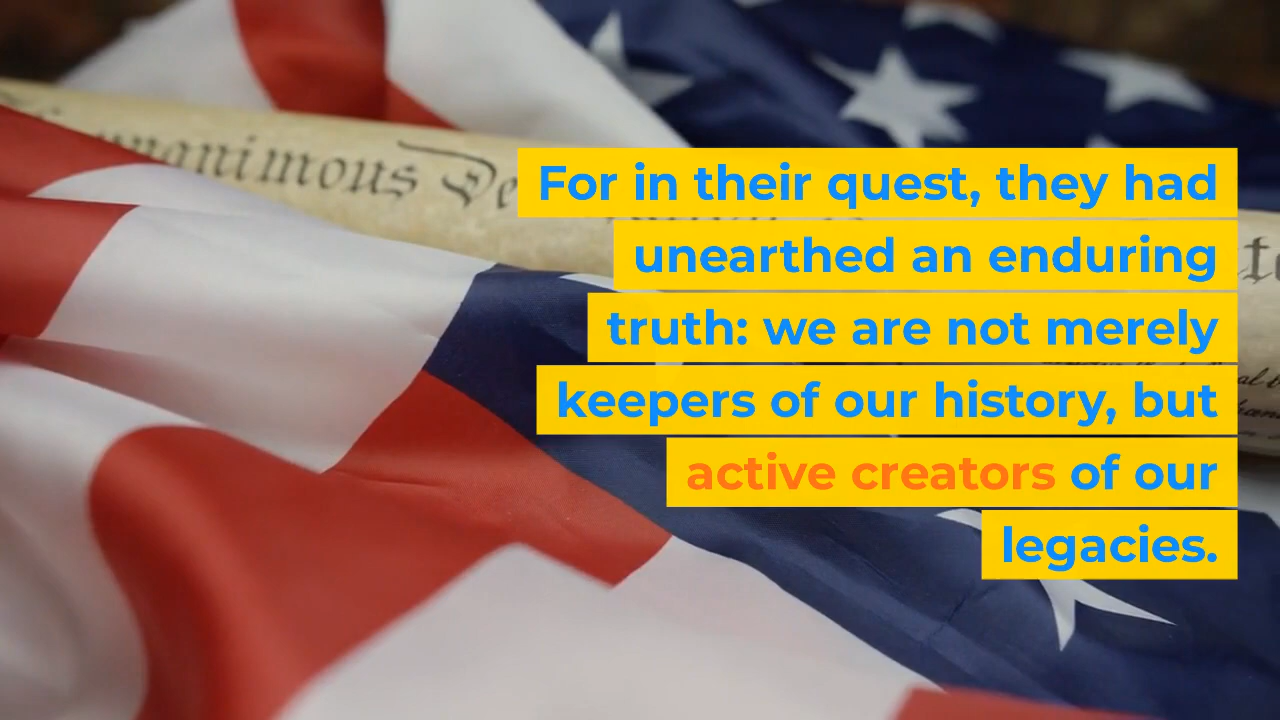 unanimous De
For in their quest, they had
unearthed an enduring
truth: we are not merely
keepers of our history, but
active creators of our
legacies.